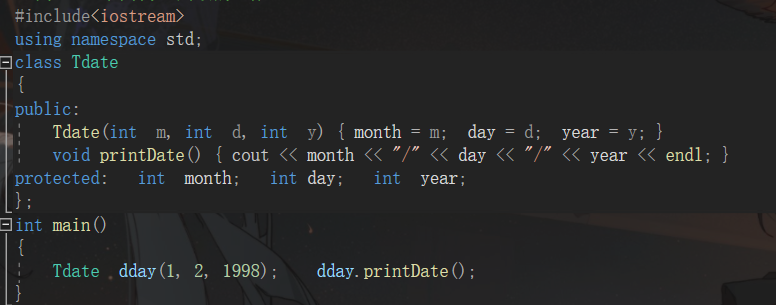 #include<iostream>
using namespace std;
class Tdate
{
public:
    Tdate(int  m, int  d, int  y) { month = m;  day = d;  year = y; }
    void printDate() { cout << month << "/" << day << "/" << year << endl; }
protected:   int  month;   int day;   int  year;
};
int main()
{
    Tdate  dday(1, 2, 1998);    dday.printDate();
}